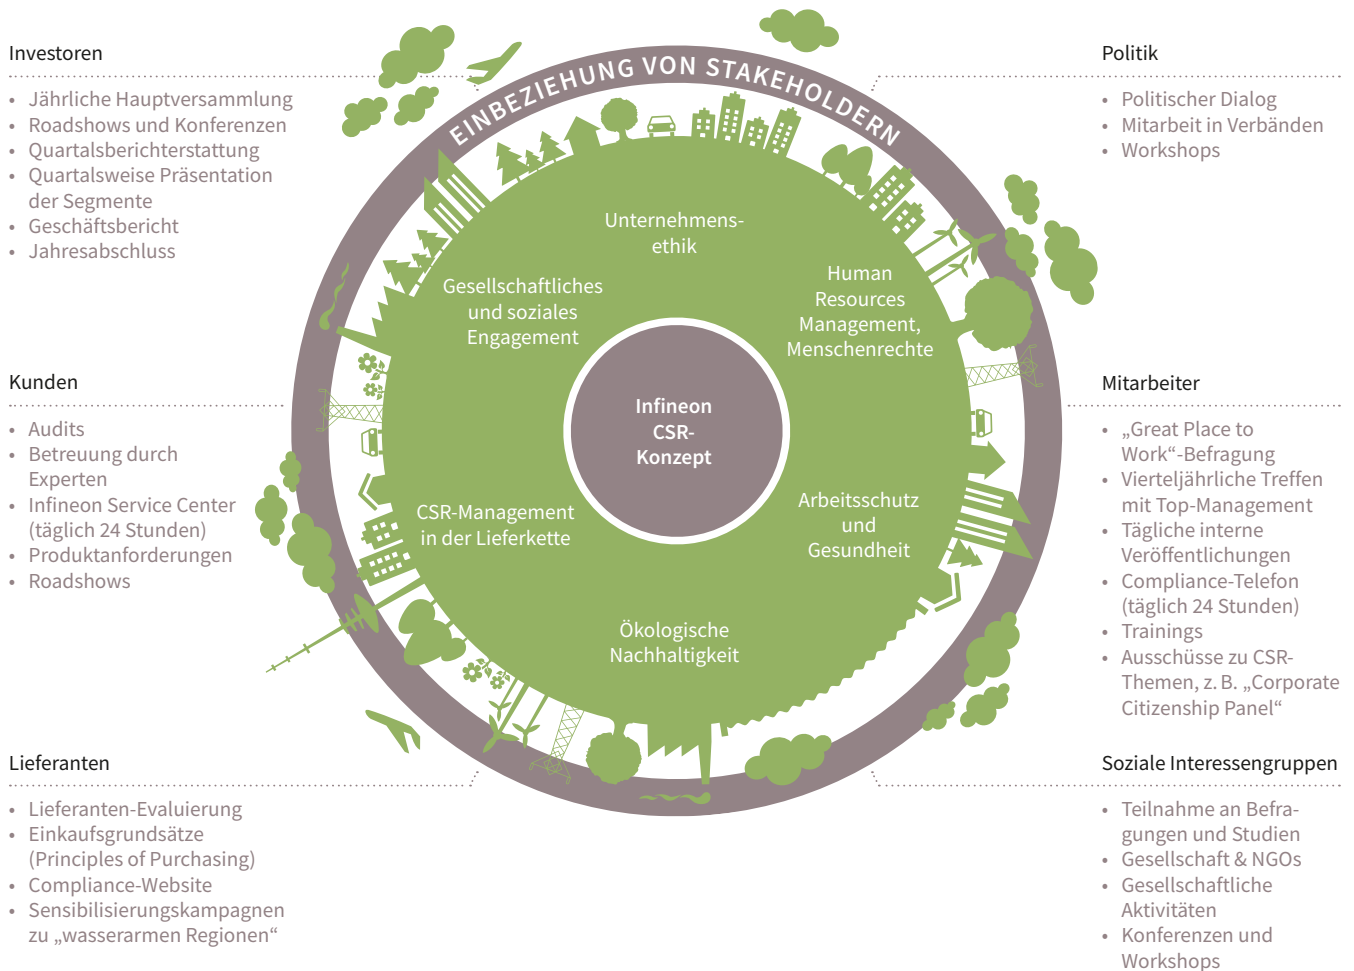 Investoren
• Jährliche Hauptversammlung
• Roadshows und Konferenzen
• Quartalsberichterstattung
• Quartalsweise Präsentation
der Segmente
• Geschäftsbericht
• Jahresabschluss
Kunden
• Audits
• Betreuung durch
Experten
• Infineon Service Center
(täglich 24 Stunden)
• Produktanforderungen
• Roadshows
Lieferanten
• Lieferanten-Evaluierung
• Einkaufsgrundsätze
(Principles of Purchasing)
• Compliance-Website
• Sensibilisierungskampagnen
zu „wasserarmen Regionen“
EINBEZIEHUNG VON STAKEHOLDERN
Unternehmens-
ethik
Gesellschaftliches
und soziales
Engagement
Human
Resources
Management,
Menschenrechte
Infineon
CSR-
Konzept
CSR-Management
in der Lieferkette
Arbeitsschutz
und
Gesundheit
Ökologische
Nachhaltigkeit
Politik
• Politischer Dialog
• Mitarbeit in Verbänden
• Workshops
Mitarbeiter
• „Great Place to
Work“-Befragung
• Vierteljährliche Treffen
mit Top-Management
• Tägliche interne
Veröffentlichungen
• Compliance-Telefon
(täglich 24 Stunden)
• Trainings
• Ausschüsse zu CSR-
Themen, z. B. „Corporate
Citizenship Panel“
Soziale Interessengruppen
• Teilnahme an Befra-
gungen und Studien
• Gesellschaft & NGOs
• Gesellschaftliche
Aktivitäten
• Konferenzen und
Workshops